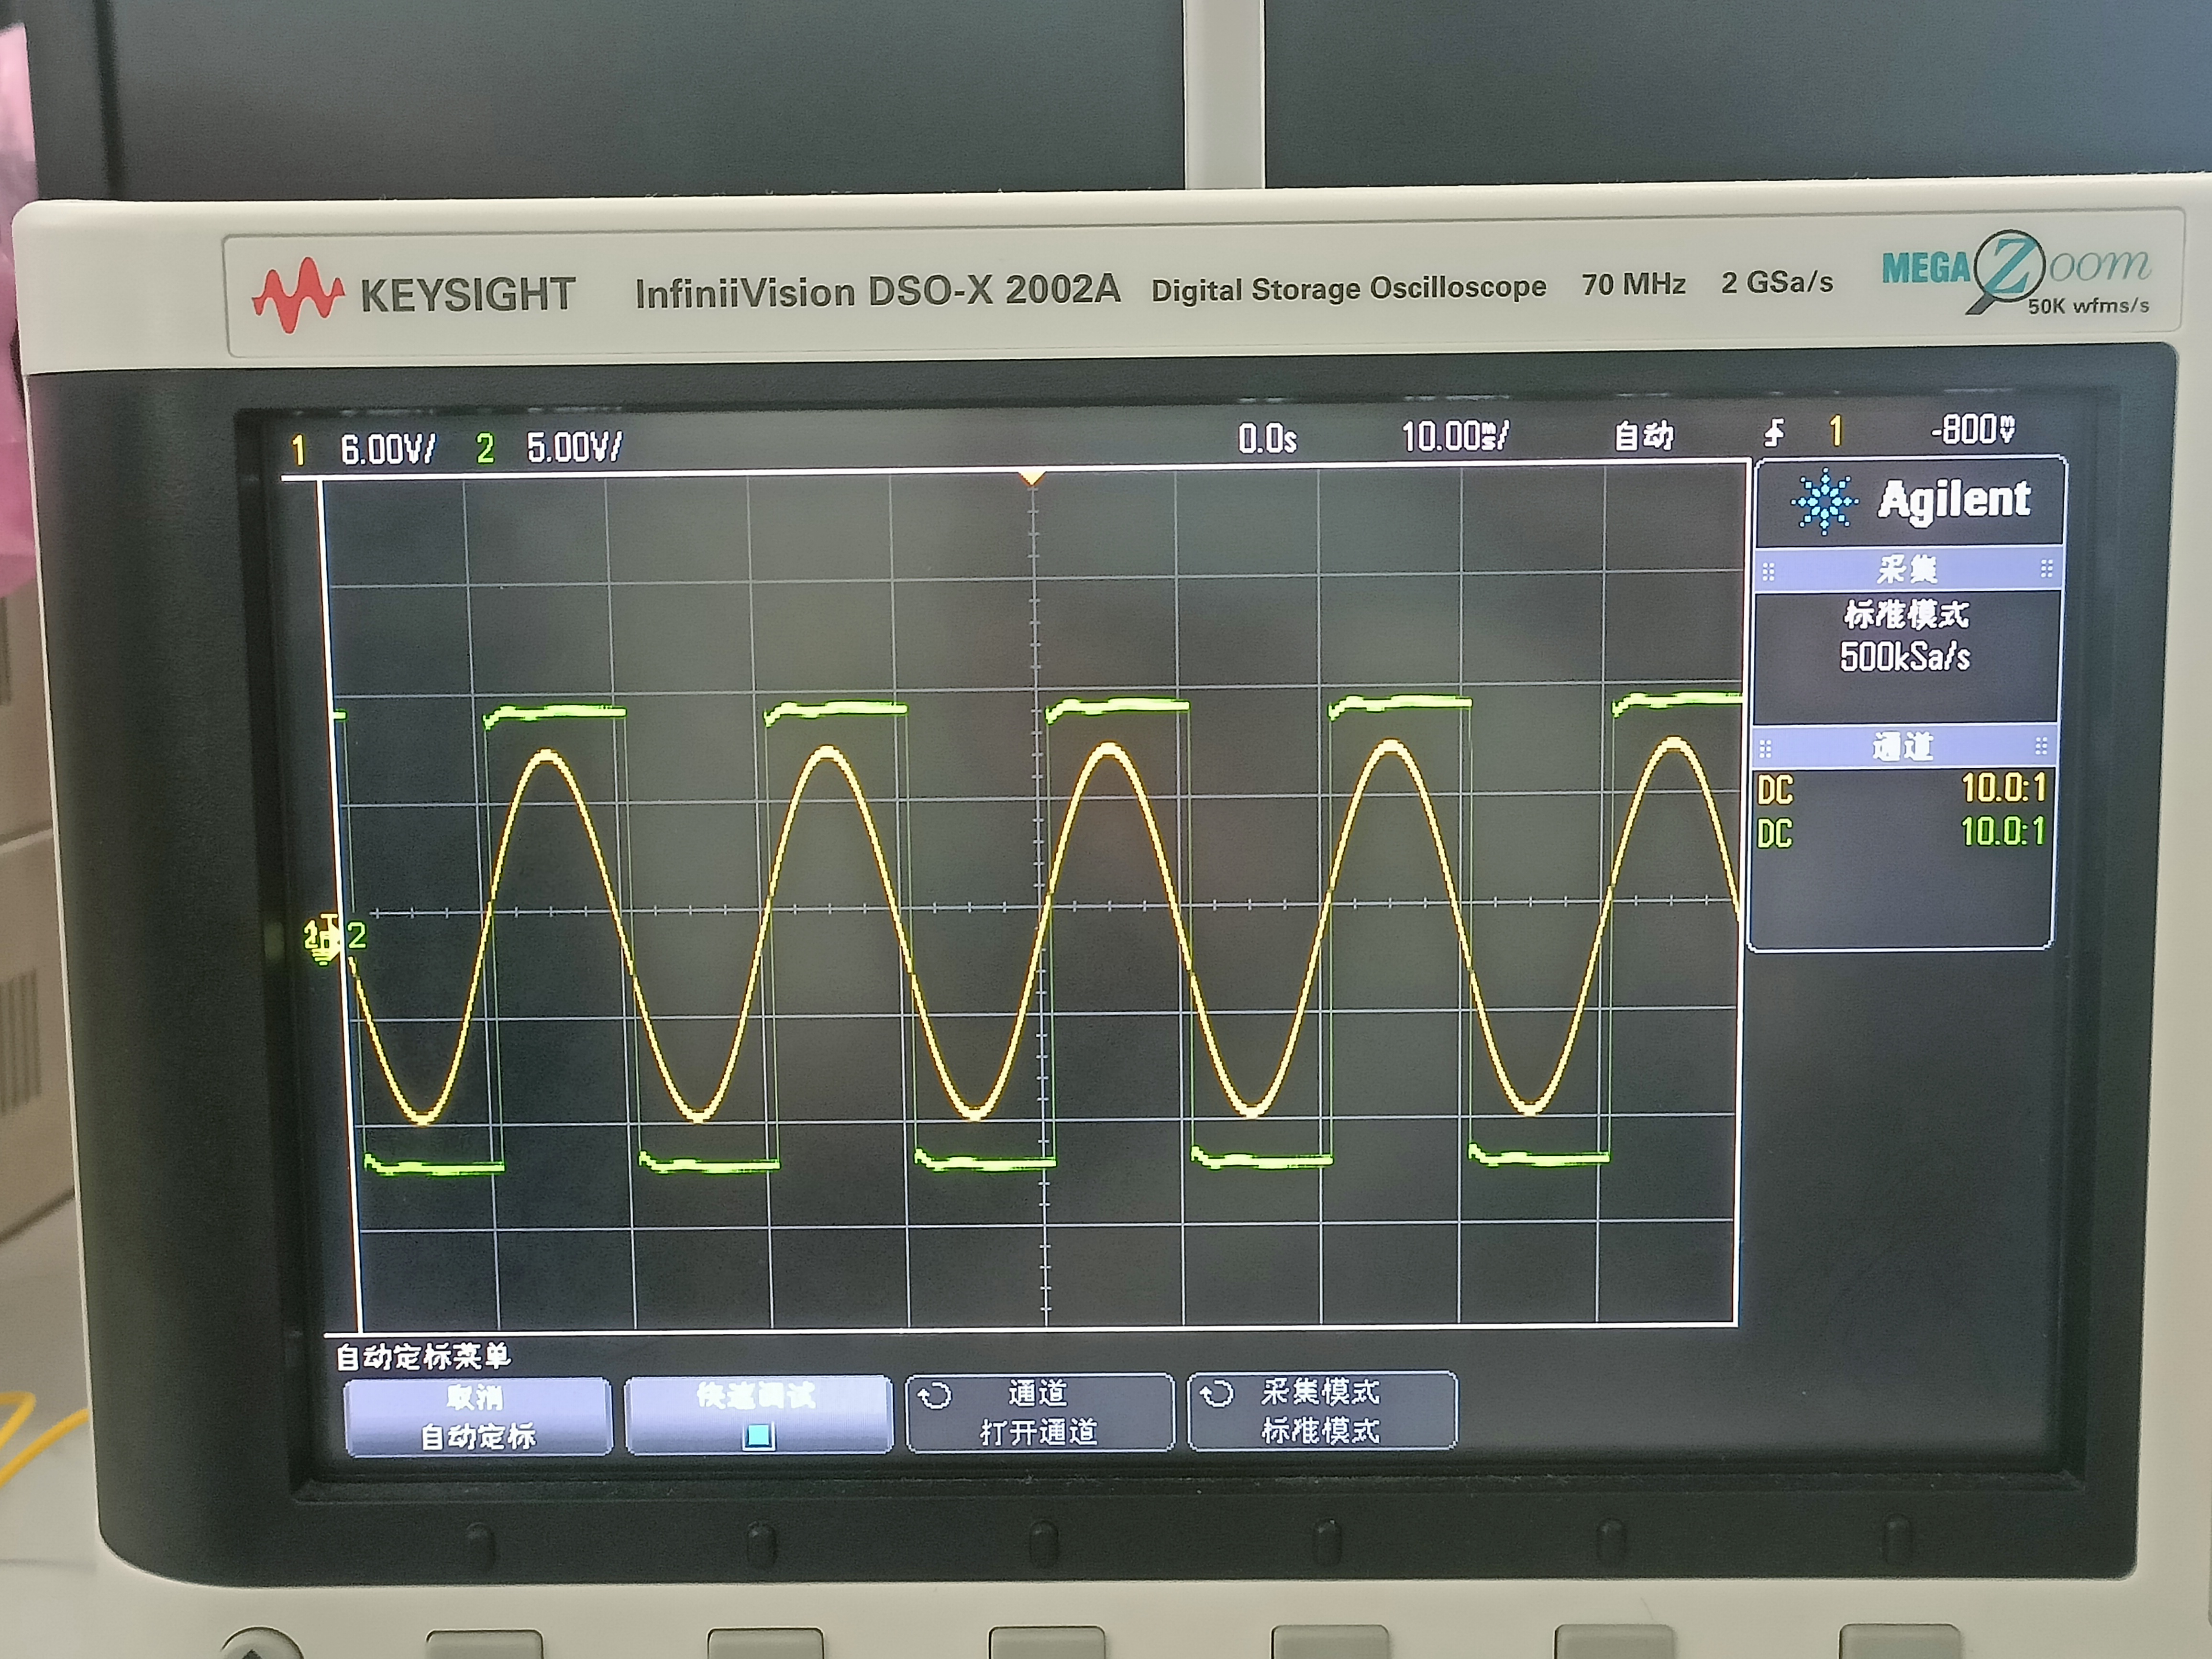 KEYSIGHT InfiniiVision DSO-X 2002A Digital Storage Oscilloscope 70 MHz 2 GSa/s MEGA Zoom
50K wfms/s
1 6.00V/ 2 5.00V/ 0.0s 10.00ms/ 自动 1 -800mV
Agilent
采集
标准模式
500kSa/s
通道
DC 10.0:1
DC 10.0:1
2
自动定标菜单
取消 快速调试 通道 采集模式
自动定标 打开通道 标准模式